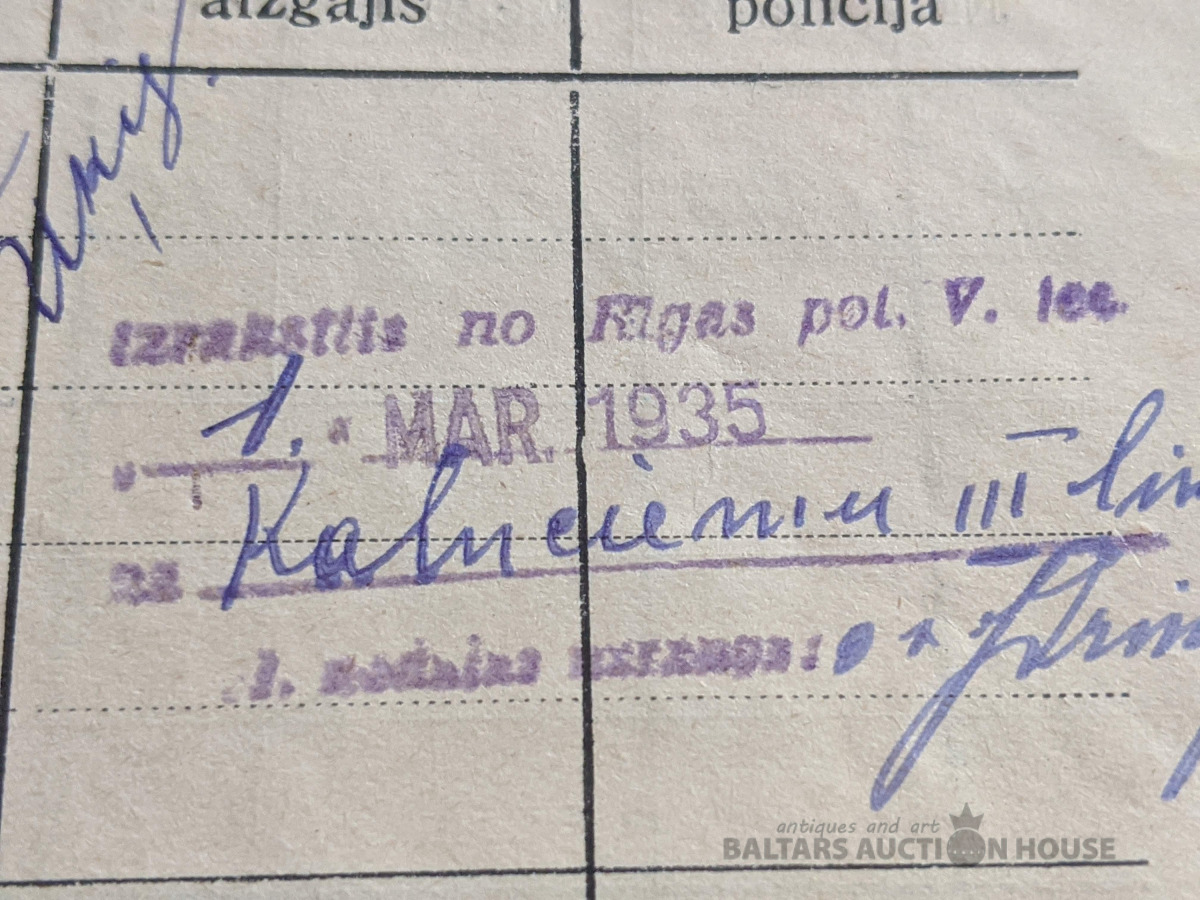 aizgājis policija
Izrakstīts no Rīgas pol. V. iec.
1. MAR. 1935
uz Kalnciemu III lin
1. nodaļas uzraugs:
antiques and art
BALTARS AUCTION HOUSE